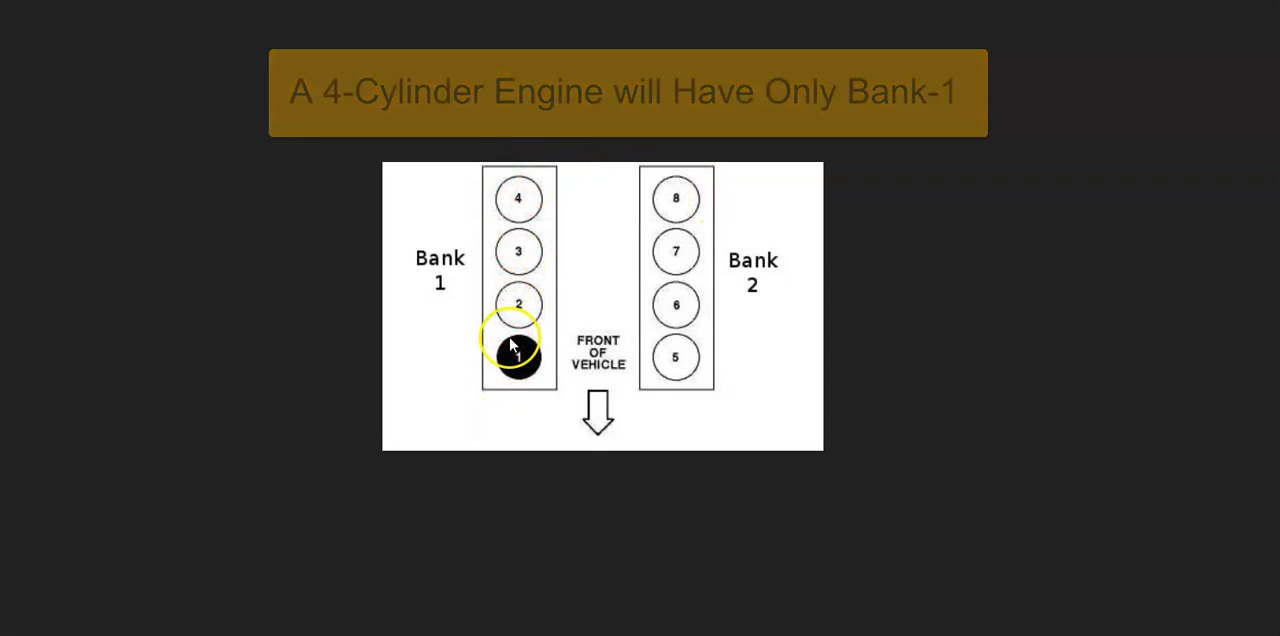 A 4-Cylinder Engine will Have Only Bank-1
4
8
3
7
Bank
1
Bank
2
2
6
FRONT
OF
VEHICLE
1
5